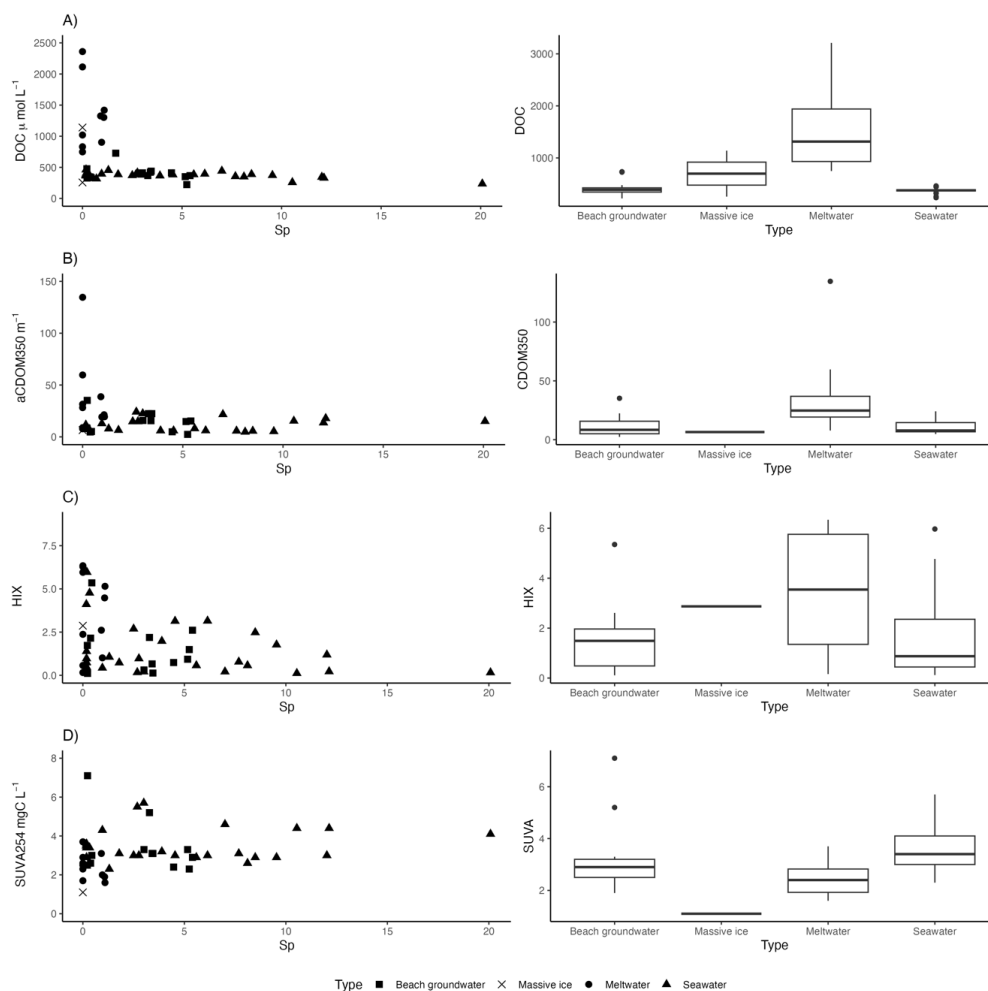 A)
2500
2000
1500
1000
500
0
DOC μ mol L⁻¹
0 5 10 15 20
Sp
3000
2000
1000
DOC
Beach groundwater Massive ice Meltwater Seawater
Type
B)
150
100
50
0
aCDOM350 m⁻¹
0 5 10 15 20
Sp
100
50
0
CDOM350
Beach groundwater Massive ice Meltwater Seawater
Type
C)
7.5
5.0
2.5
0.0
HIX
0 5 10 15 20
Sp
6
4
2
0
HIX
Beach groundwater Massive ice Meltwater Seawater
Type
D)
8
6
4
2
0
SUVA254 mgC L⁻¹
0 5 10 15 20
Sp
6
4
2
SUVA
Beach groundwater Massive ice Meltwater Seawater
Type
Type Beach groundwater Massive ice Meltwater Seawater